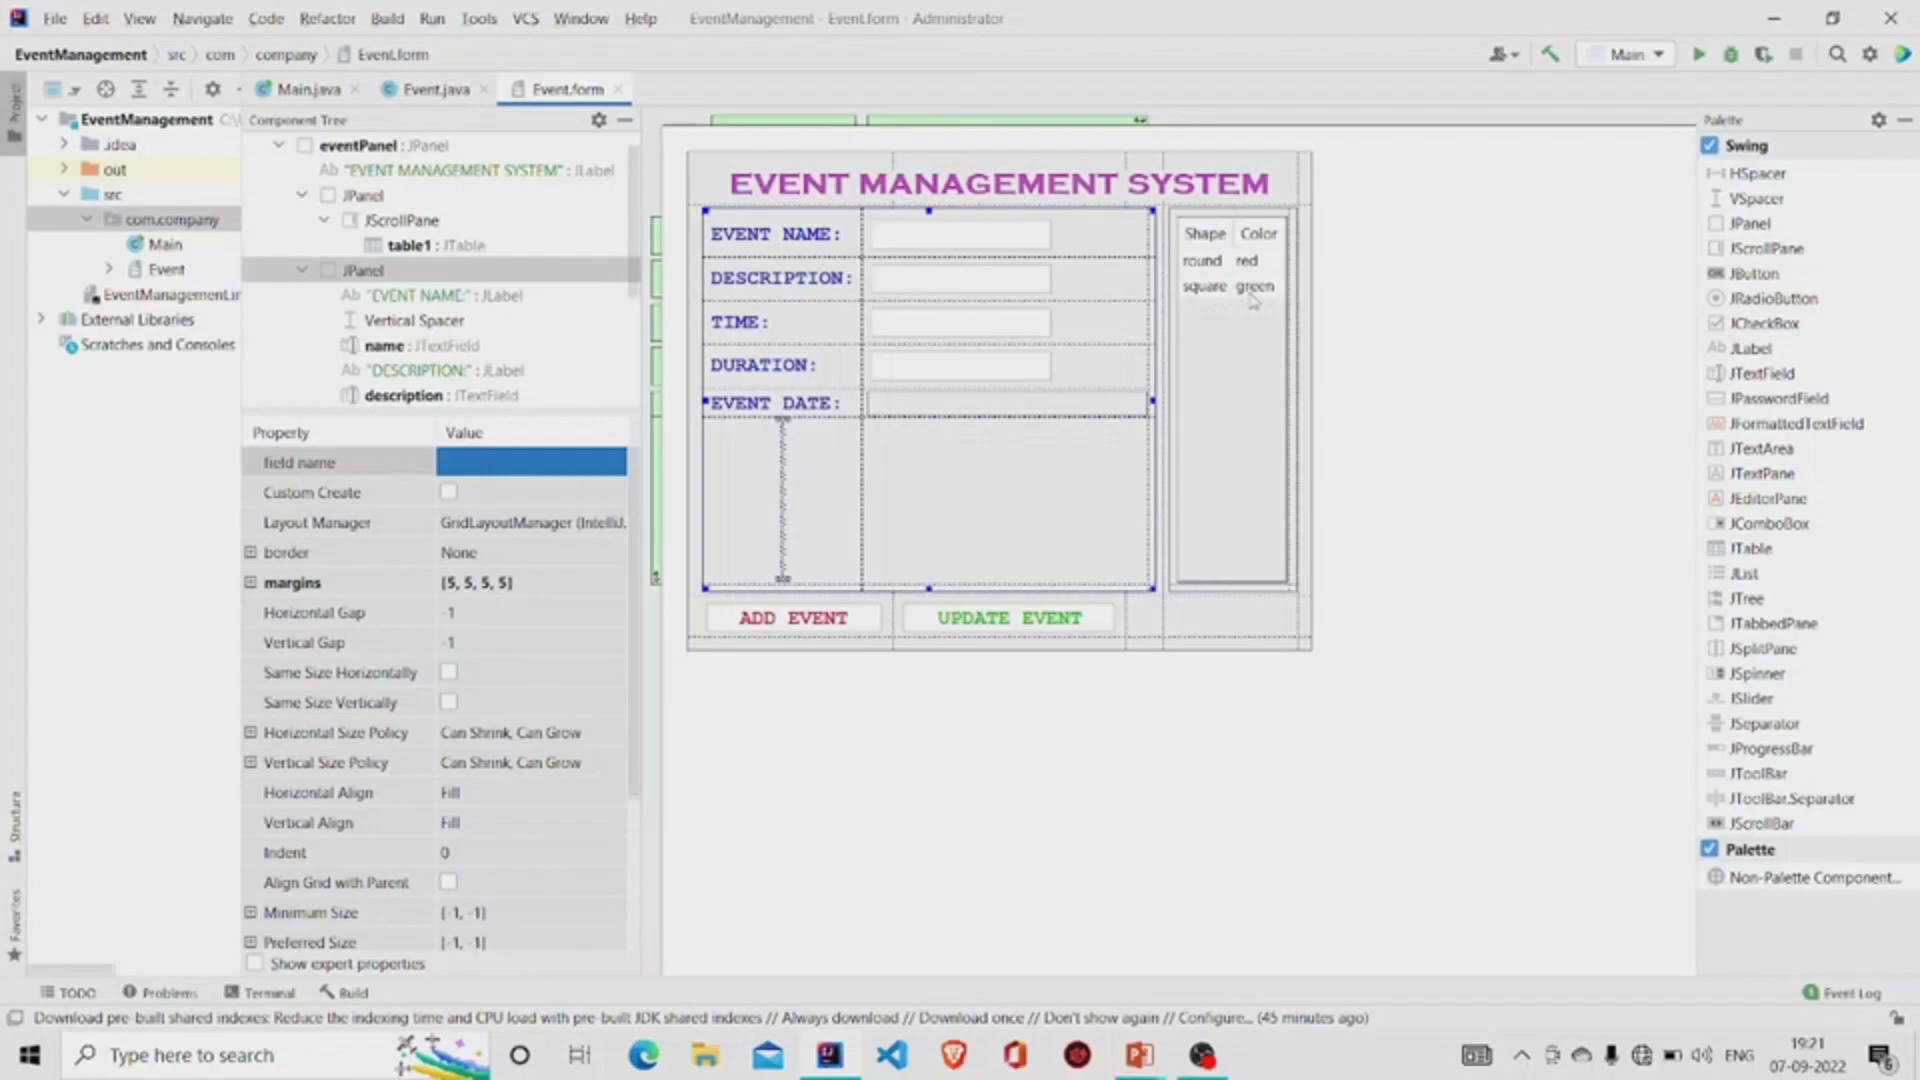 File Edit View Navigate Code Refactor Build Run Tools VCS Window Help EventManagement - Event.form - Administrator
EventManagement src com company Event.form Main
Project
Main.java Event.java Event.form
EventManagement C:\
.idea
out
src
com.company
Main
Event
EventManagement.ir
External Libraries
Scratches and Consoles
Component Tree
eventPanel : JPanel
Ab "EVENT MANAGEMENT SYSTEM" : JLabel
JPanel
JScrollPane
table1 : JTable
JPanel
Ab "EVENT NAME:" : JLabel
Vertical Spacer
name : JTextField
Ab "DESCRIPTION:" : JLabel
description : JTextField
Property Value
field name
Custom Create
Layout Manager GridLayoutManager (IntelliJ.
border None
margins [5, 5, 5, 5]
Horizontal Gap -1
Vertical Gap -1
Same Size Horizontally
Same Size Vertically
Horizontal Size Policy Can Shrink, Can Grow
Vertical Size Policy Can Shrink, Can Grow
Horizontal Align Fill
Vertical Align Fill
Indent 0
Align Grid with Parent
Minimum Size [-1, -1]
Preferred Size [-1, -1]
Show expert properties
EVENT MANAGEMENT SYSTEM
EVENT NAME:
DESCRIPTION:
TIME:
DURATION:
EVENT DATE:
Shape Color
round red
square green
ADD EVENT UPDATE EVENT
Palette
Swing
HSpacer
VSpacer
JPanel
JScrollPane
JButton
JRadioButton
JCheckBox
Ab JLabel
JTextField
JPasswordField
JFormattedTextField
JTextArea
JTextPane
JEditorPane
JComboBox
JTable
JList
JTree
JTabbedPane
JSplitPane
JSpinner
JSlider
JSeparator
JProgressBar
JToolBar
JToolBar.Separator
JScrollBar
Palette
Non-Palette Component...
Structure
Favorites
TODO Problems Terminal Build Event Log
Download pre-built shared indexes: Reduce the indexing time and CPU load with pre-built JDK shared indexes // Always download // Download once // Don't show again // Configure... (45 minutes ago)
Type here to search
ENG
19:21
07-09-2022
6